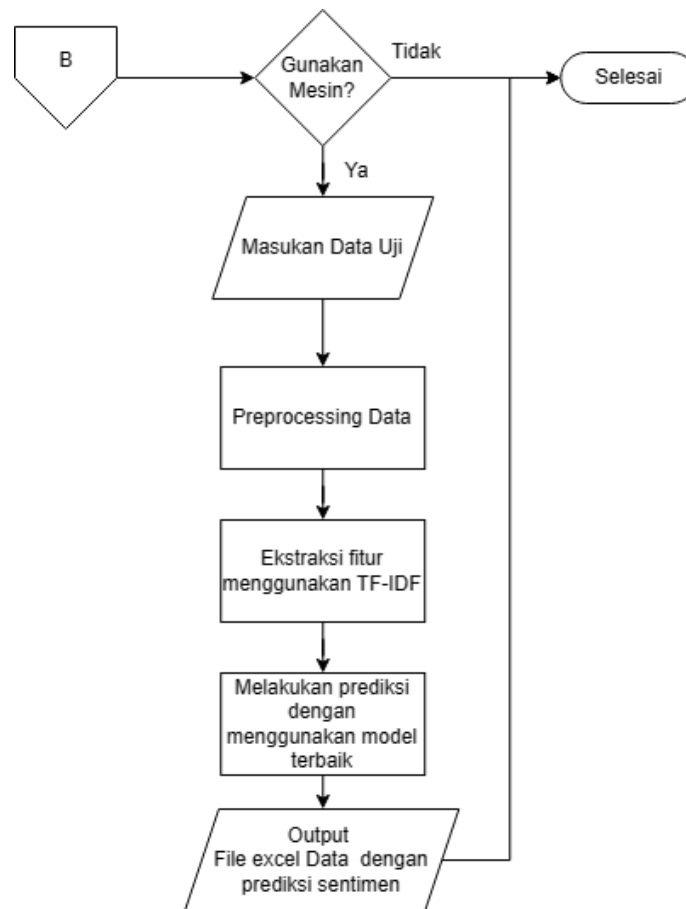 B
Gunakan
Mesin?
Tidak
Selesai
Ya
Masukan Data Uji
Preprocessing Data
Ekstraksi fitur
menggunakan TF-IDF
Melakukan prediksi
dengan
menggunakan model
terbaik
Output
File excel Data dengan
prediksi sentimen